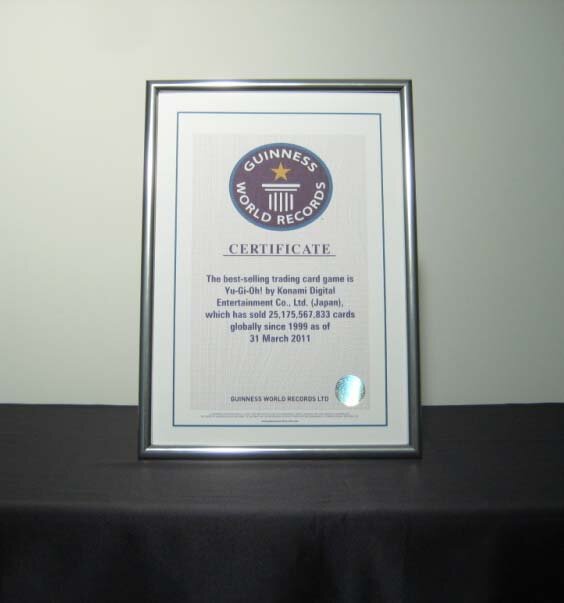 GUINNESS
WORLD RECORDS
CERTIFICATE
The best-selling trading card game is
Yu-Gi-Oh! by Konami Digital
Entertainment Co., Ltd. (Japan),
which has sold 25,175,567,833 cards
globally since 1999 as of
31 March 2011
GUINNESS WORLD RECORDS LTD